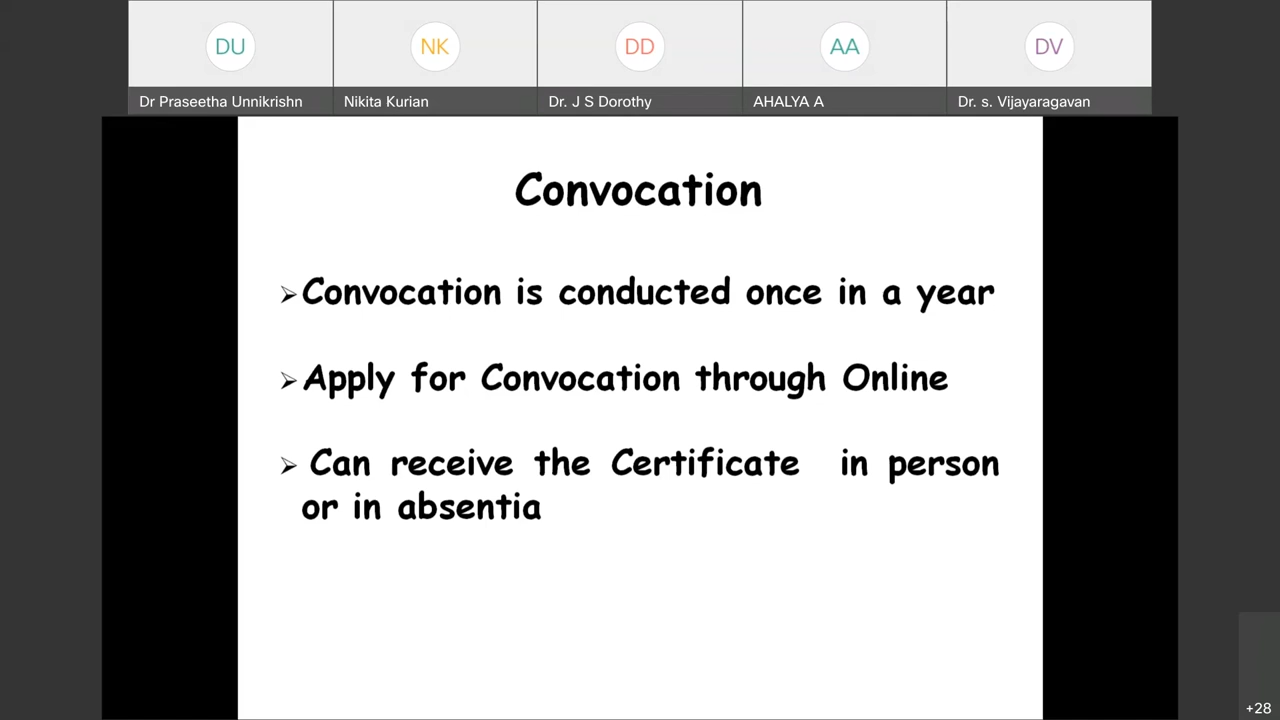 DU NK DD AA DV
Dr Praseetha Unnikrishn Nikita Kurian Dr. J S Dorothy AHALYA A Dr. s. Vijayaragavan
Convocation
➢Convocation is conducted once in a year
➢Apply for Convocation through Online
➢ Can receive the Certificate in person
or in absentia
+28